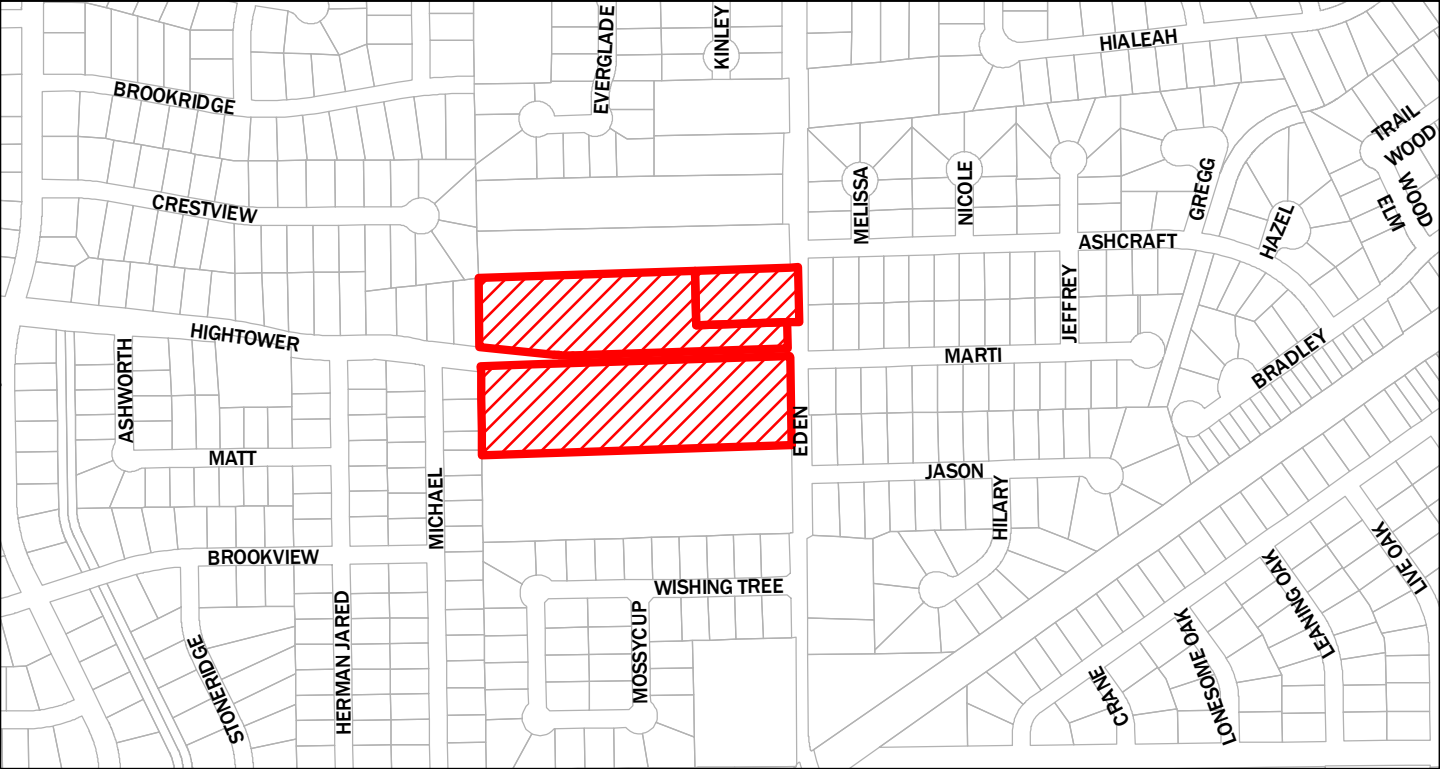 EVERGLADE
KINLEY
HIALEAH
BROOKRIDGE
TRAIL
WOOD
WOOD
ELM
GREGG
MELISSA
NICOLE
CRESTVIEW
HAZEL
ASHCRAFT
JEFFREY
HIGHTOWER
MARTI
BRADLEY
ASHWORTH
EDEN
MATT
JASON
MICHAEL
HILARY
BROOKVIEW
WISHING TREE
LIVE OAK
LEANING OAK
LONESOME OAK
CRANE
MOSSYCUP
HERMAN JARED
STONERIDGE